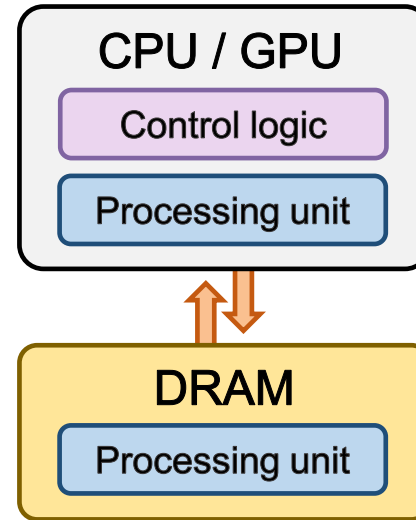 CPU / GPU
Control logic
Processing unit
DRAM
Processing unit